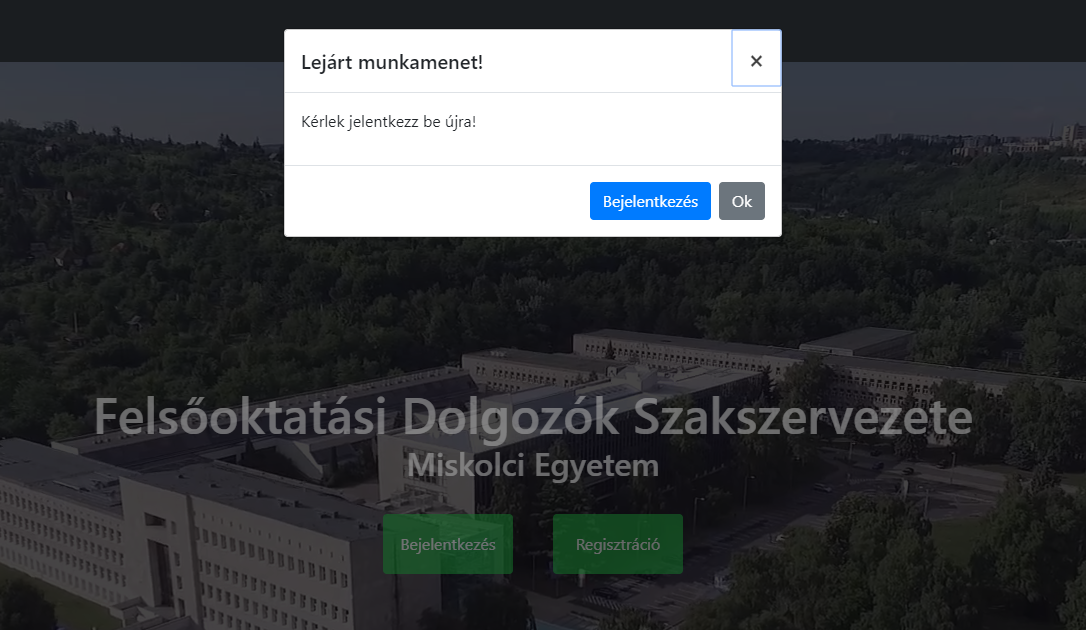 Lejárt munkamenet!
×
Kérlek jelentkezz be újra!
Bejelentkezés Ok
Felsőoktatási Dolgozók Szakszervezete
Miskolci Egyetem
Bejelentkezés Regisztráció